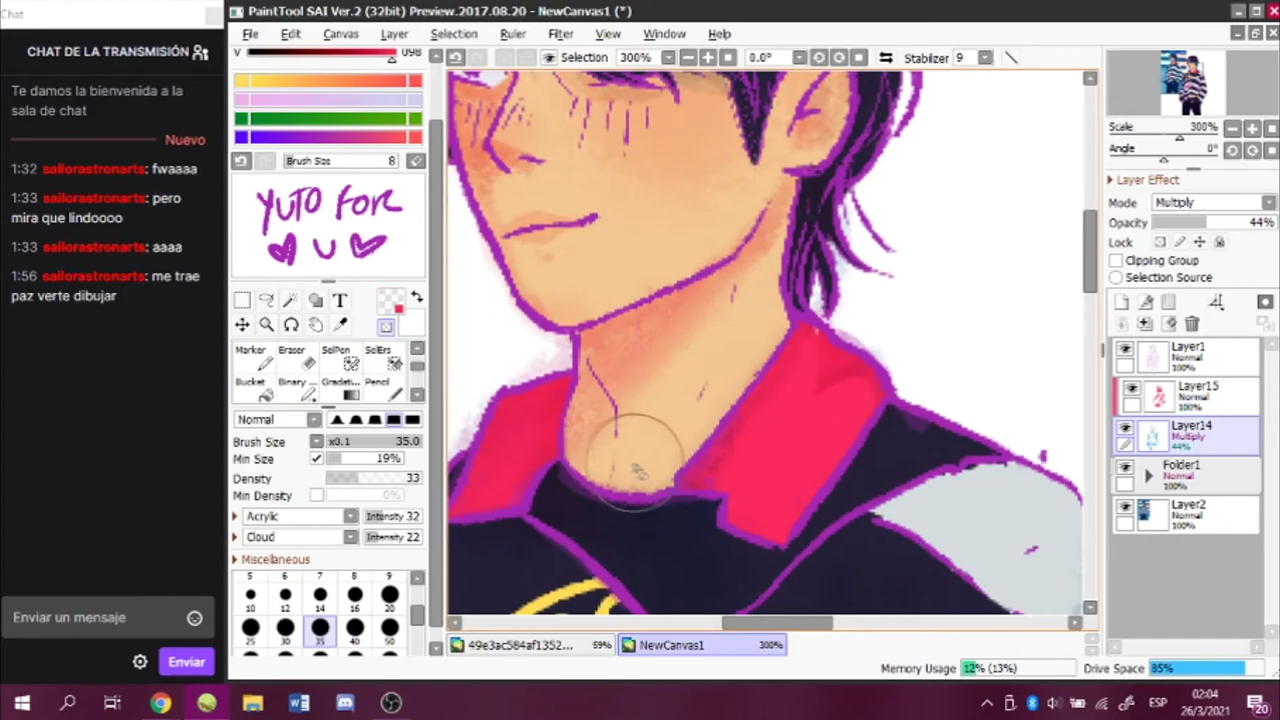 Chat
PaintTool SAI Ver.2 (32bit) Preview.2017.08.20 - NewCanvas1 (*)
CHAT DE LA TRANSMISIÓN
Te damos la bienvenida a la
sala de chat
Nuevo
1:32 sailorastronarts: fwaaaa
1:33 sailorastronarts: pero
mira que lindoooo
1:33 sailorastronarts: aaaa
1:56 sailorastronarts: me trae
paz verte dibujar
Enviar un mensaje
Enviar
File Edit Canvas Layer Selection Ruler Filter View Window Help
Selection 300% 0.0° Stabilizer 9
V 098
Brush Size 8
YUTO FOR
U
T
Marker Eraser SelPen SelErs
Bucket Binary ... Gradati... Pencil
Normal
Brush Size x0.1 35.0
Min Size 19%
Density 33
Min Density 0%
Acrylic Intensity 32
Cloud Intensity 22
Miscellaneous
5 6 7 8 9
10 12 14 16 20
25 30 35 40 50
Scale 300%
Angle 0°
Layer Effect
Mode Multiply
Opacity 44%
Lock
Clipping Group
Selection Source
Layer1
Normal
100%
Layer15
Normal
100%
Layer14
Multiply
44%
Folder1
Normal
100%
Layer2
Normal
100%
49e3ac584af1352... 59% NewCanvas1 300%
Memory Usage 12% (13%) Drive Space 85%
ESP
02:04
26/3/2021
20